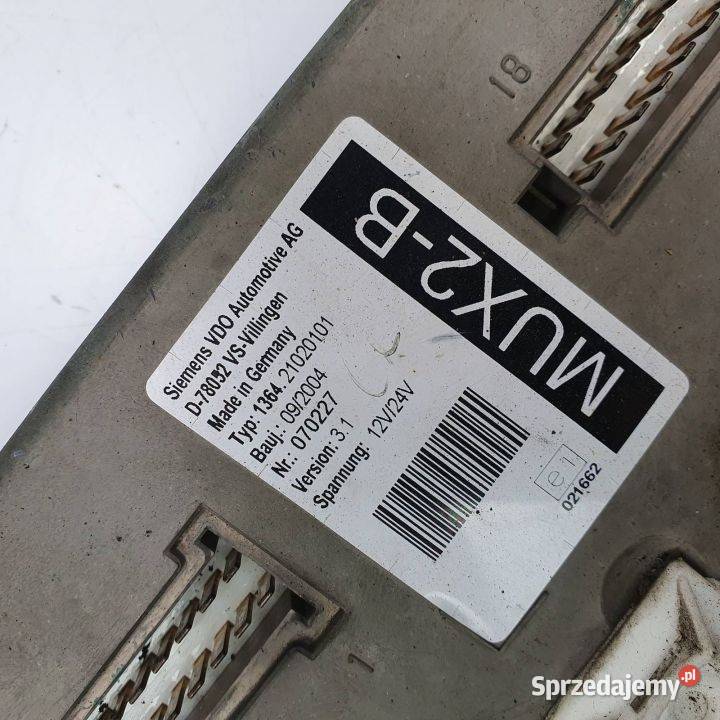 18
MUX2-B
Siemens VDO Automotive AG
D-78052 VS-Villingen
Made in Germany
Typ: 1364.21020101
Bauj.: 09/2004
Nr.: 070227
Version: 3.1
Spannung: 12V/24V
e1
021662
1
Sprzedajemy.pl